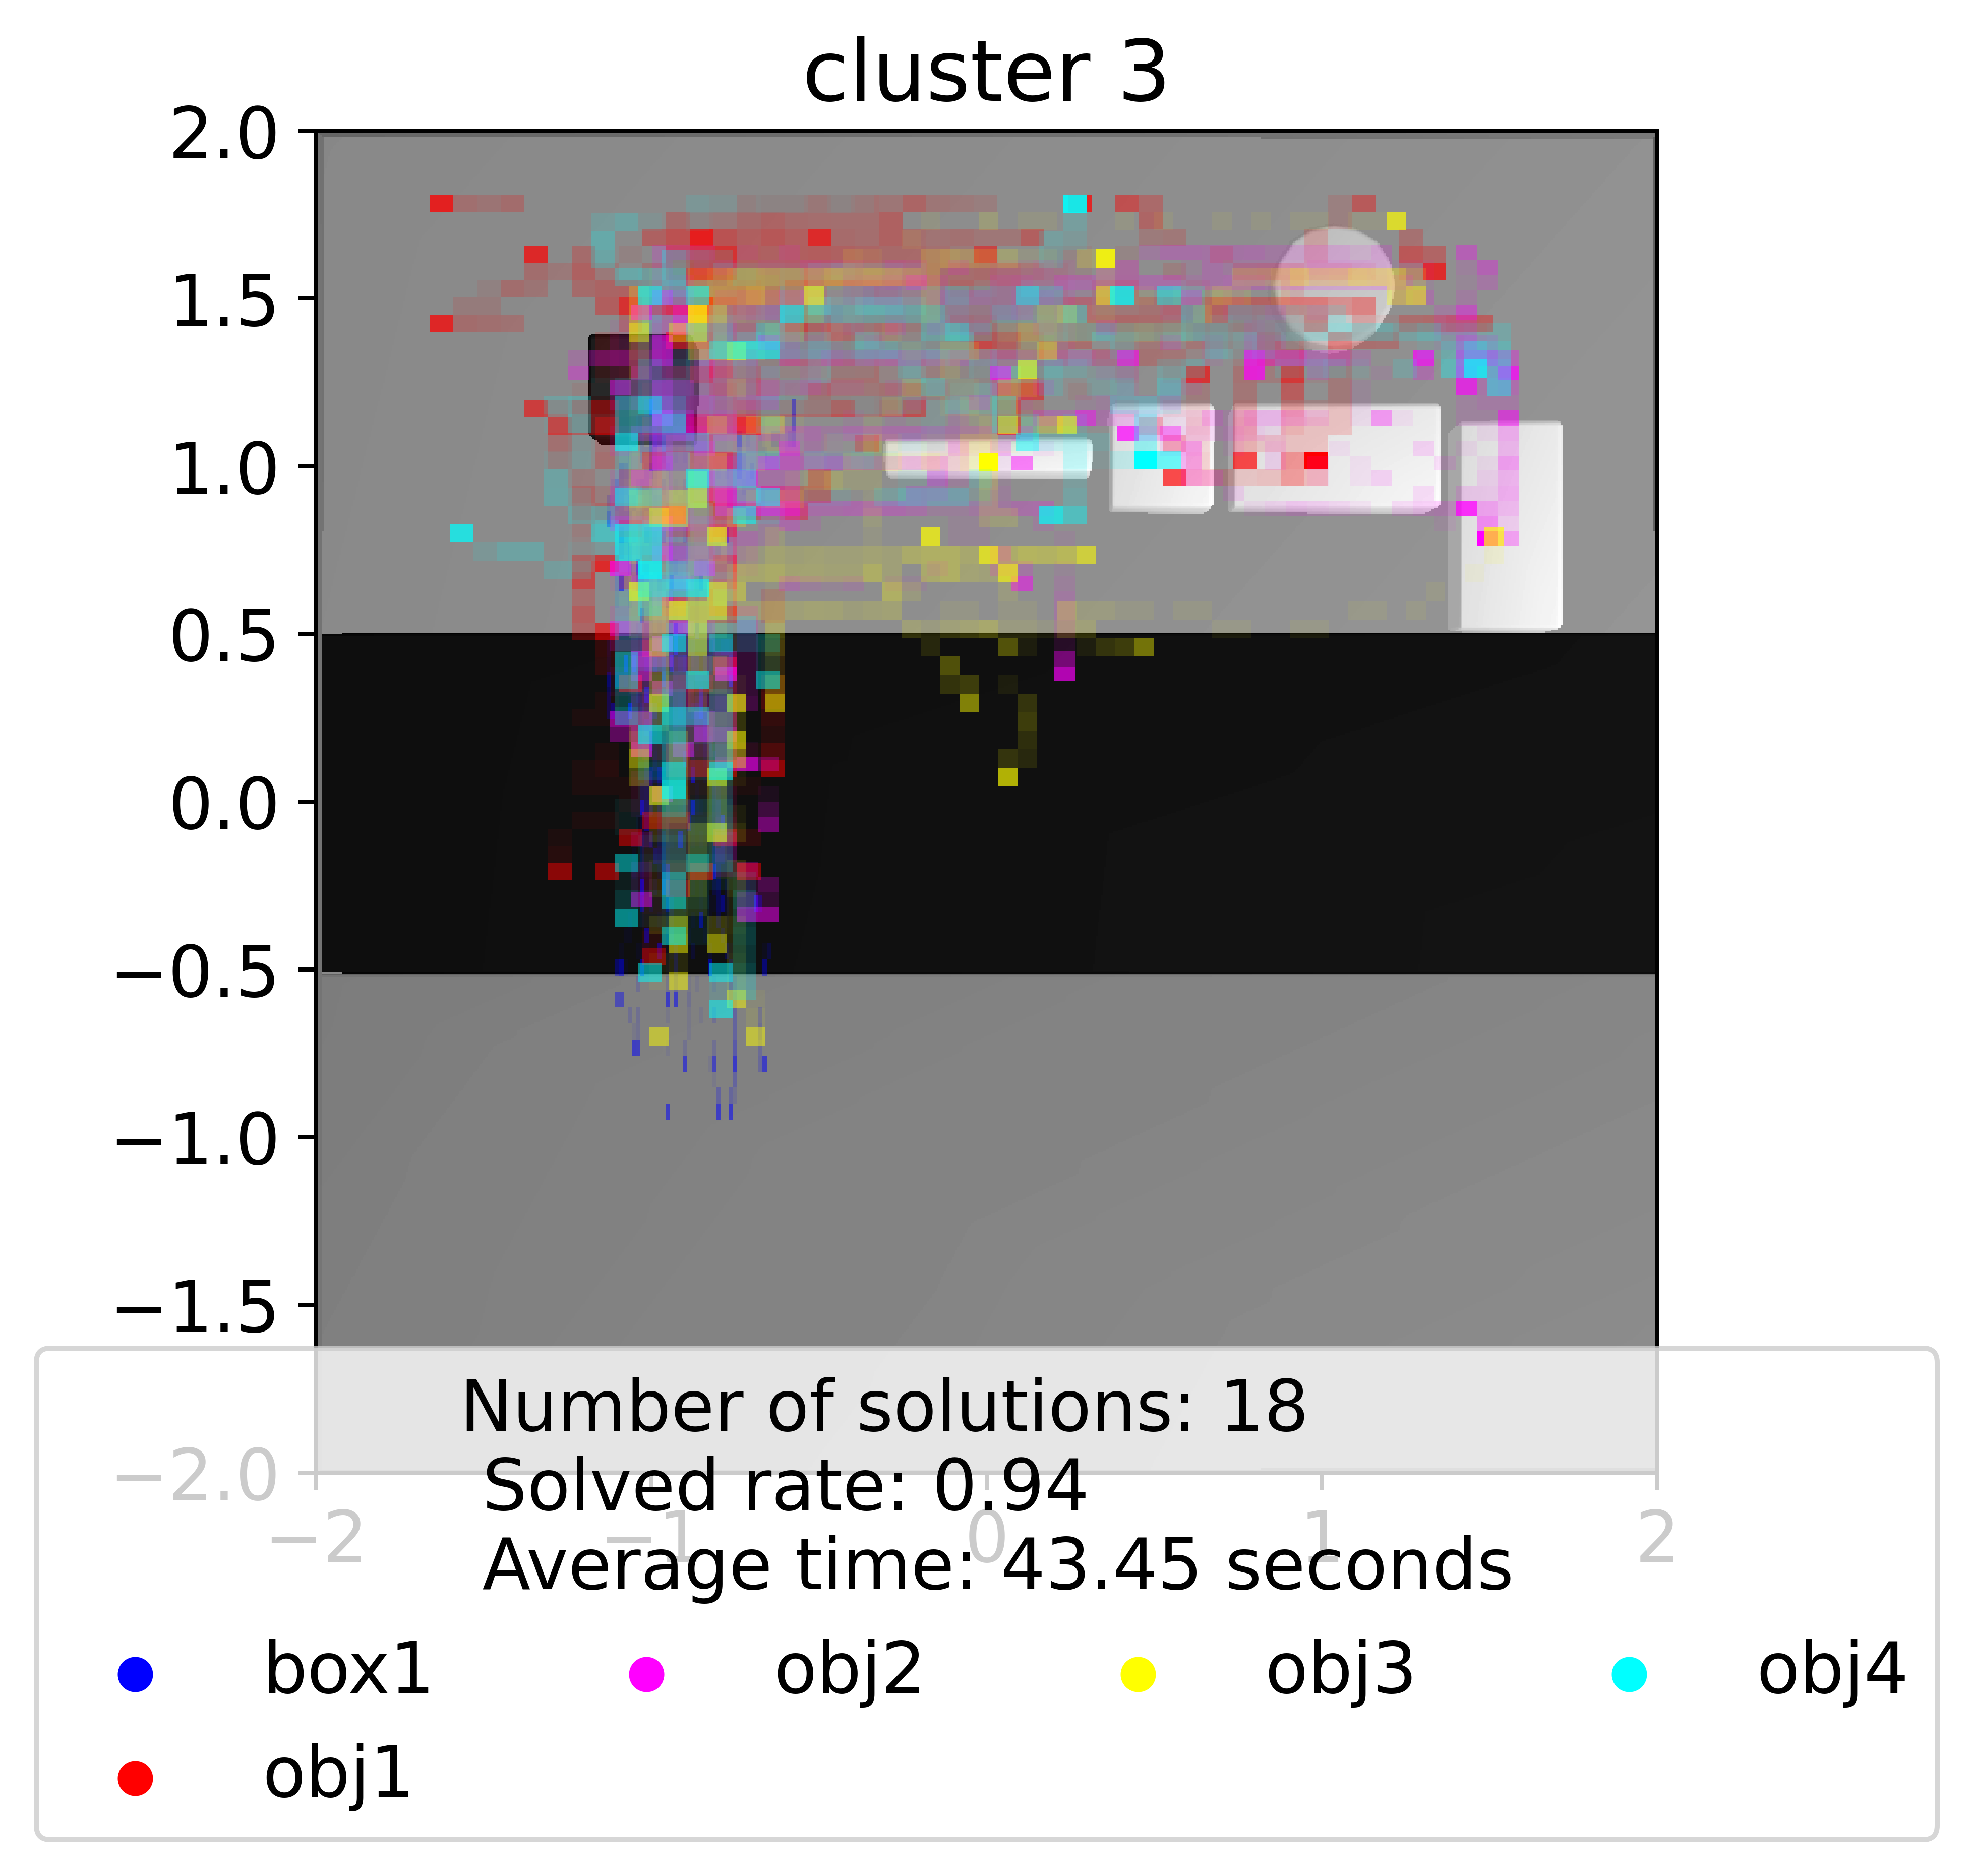 cluster 3
2.0
1.5
1.0
0.5
0.0
−0.5
−1.0
−1.5
−2.0
−2 −1 0 1 2
Number of solutions: 18
Solved rate: 0.94
Average time: 43.45 seconds
box1 obj2 obj3 obj4
obj1